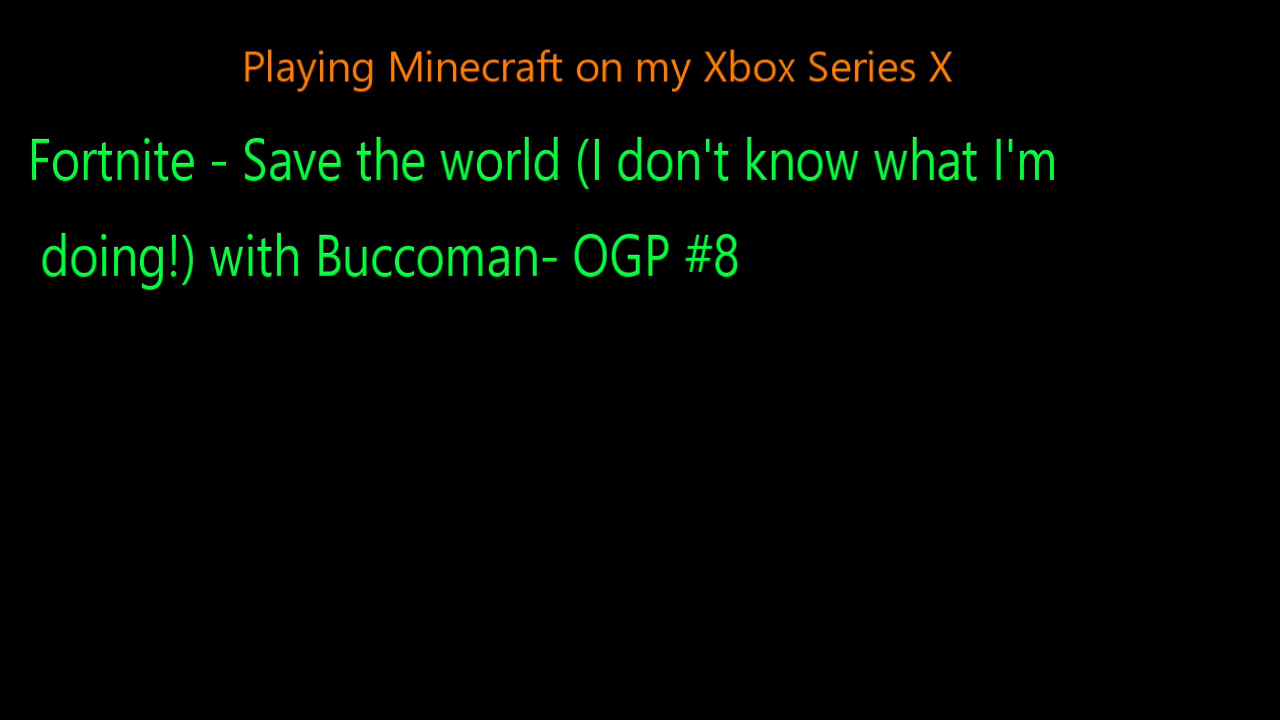 Playing Minecraft on my Xbox Series X
Fortnite - Save the world (I don't know what I'm
doing!) with Buccoman- OGP #8